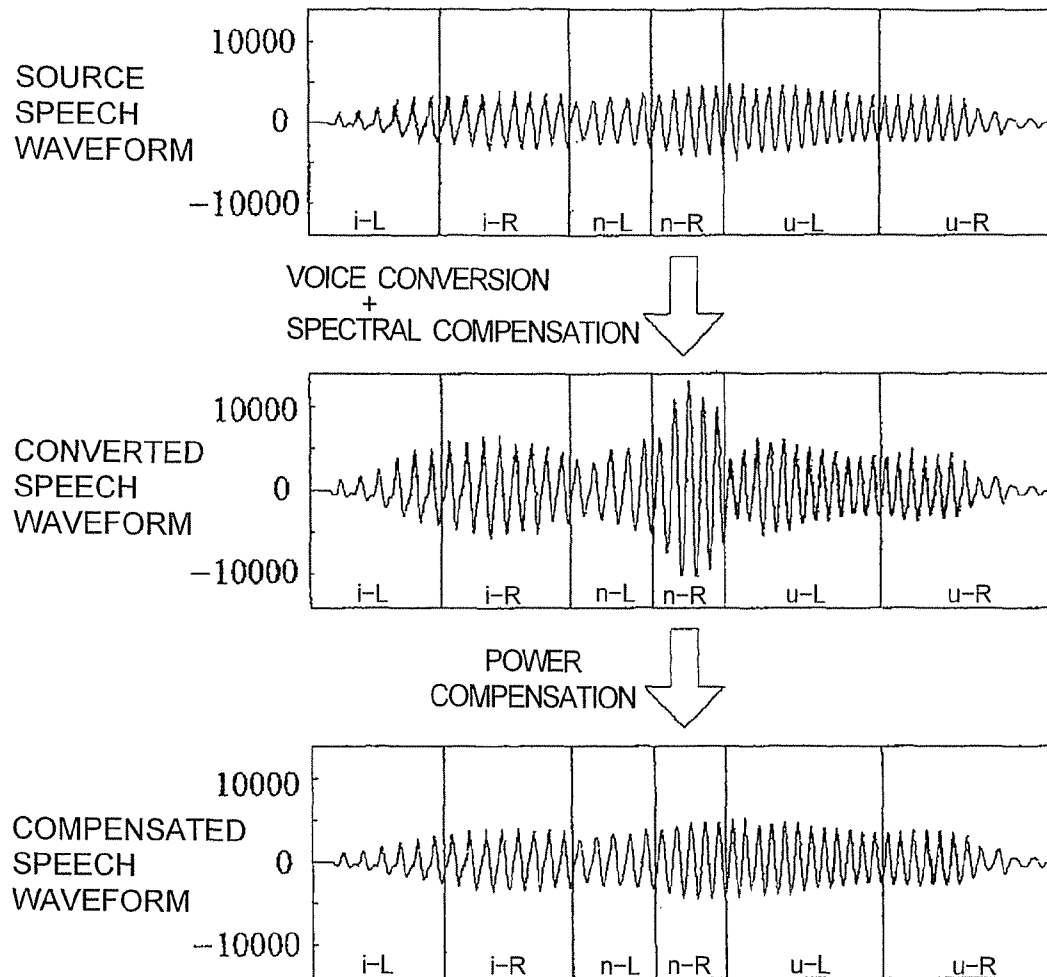 SOURCE
SPEECH
WAVEFORM
10000
0
−10000
i−L i−R n−L n−R u−L u−R
VOICE CONVERSION
+
SPECTRAL COMPENSATION
CONVERTED
SPEECH
WAVEFORM
10000
0
−10000
i−L i−R n−L n−R u−L u−R
POWER
COMPENSATION
COMPENSATED
SPEECH
WAVEFORM
10000
0
−10000
i−L i−R n−L n−R u−L u−R